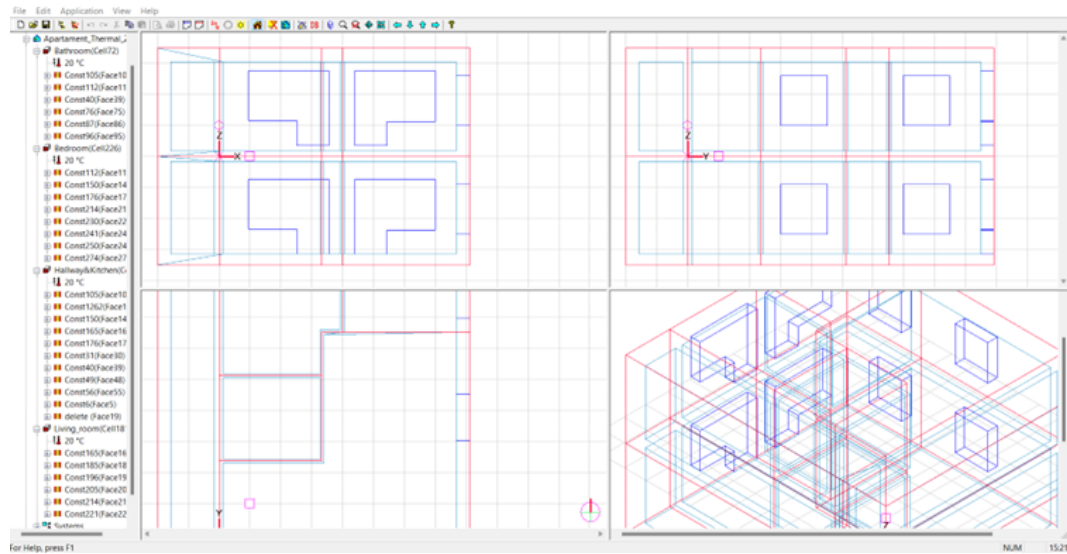 File Edit Application View Help
Apartament_Thermal_2
Bathroom(Cell72)
20 °C
Const105(Face10
Const112(Face11
Const40(Face39)
Const76(Face75)
Const87(Face86)
Const96(Face95)
Bedroom(Cell226)
20 °C
Const112(Face11
Const150(Face14
Const176(Face17
Const214(Face21
Const230(Face22
Const241(Face24
Const250(Face24
Const274(Face27
Hallway&Kitchen(C
20 °C
Const105(Face10
Const1262(Face1
Const150(Face14
Const165(Face16
Const176(Face17
Const31(Face30)
Const40(Face39)
Const49(Face48)
Const56(Face55)
Const6(Face5)
delete (Face19)
Living_room(Cell18
20 °C
Const165(Face16
Const185(Face18
Const196(Face19
Const205(Face20
Const214(Face21
Const221(Face22
Systems
Z
X
Z
Y
Y
Z
For Help, press F1
NUM
15:21